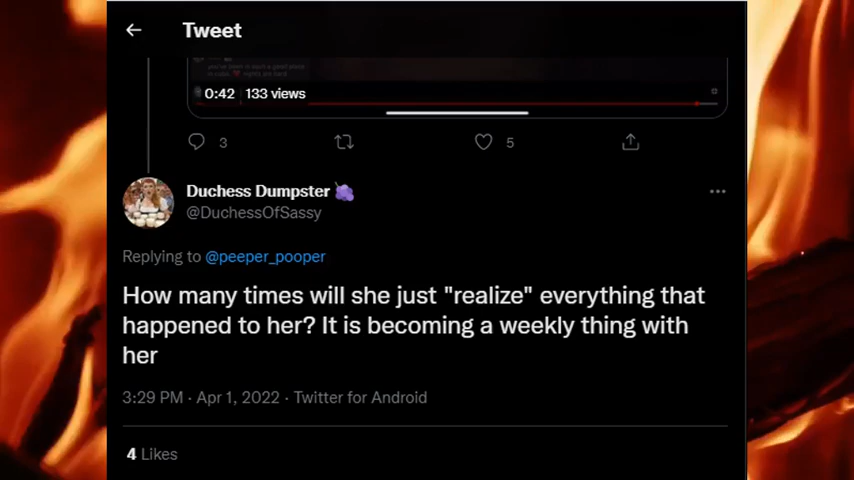 Tweet
0:42 133 views
3 5
Duchess Dumpster 🍇
@DuchessOfSassy
Replying to @peeper_pooper
How many times will she just "realize" everything that
happened to her? It is becoming a weekly thing with
her
3:29 PM · Apr 1, 2022 · Twitter for Android
4 Likes